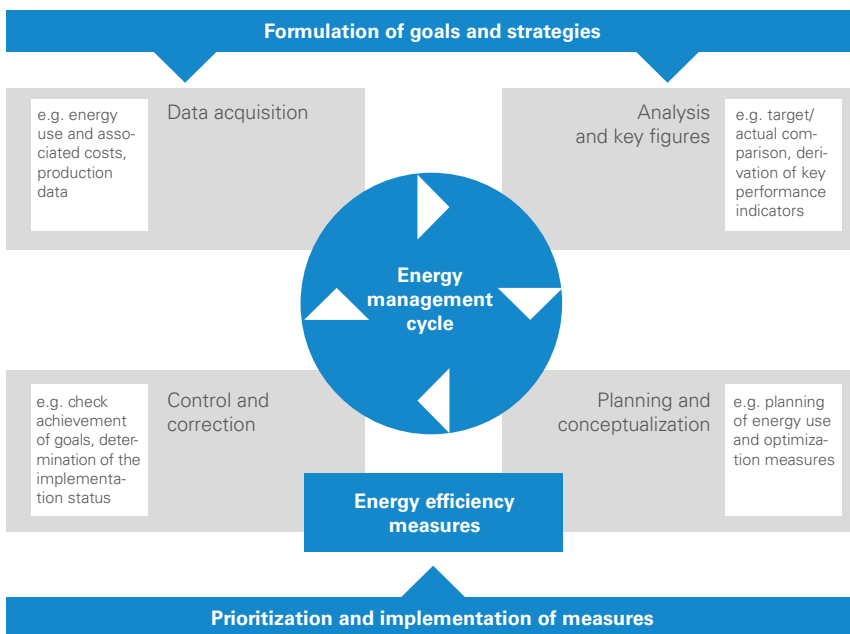 Formulation of goals and strategies
e.g. energy
use and asso-
ciated costs,
production
data
Data acquisition
Analysis
and key figures
e.g. target/
actual com-
parison, deri-
vation of key
performance
indicators
Energy
management
cycle
e.g. check
achievement
of goals, deter-
mination of the
implementa-
tion status
Control and
correction
Planning and
conceptualization
e.g. planning
of energy use
and optimiza-
tion measures
Energy efficiency
measures
Prioritization and implementation of measures